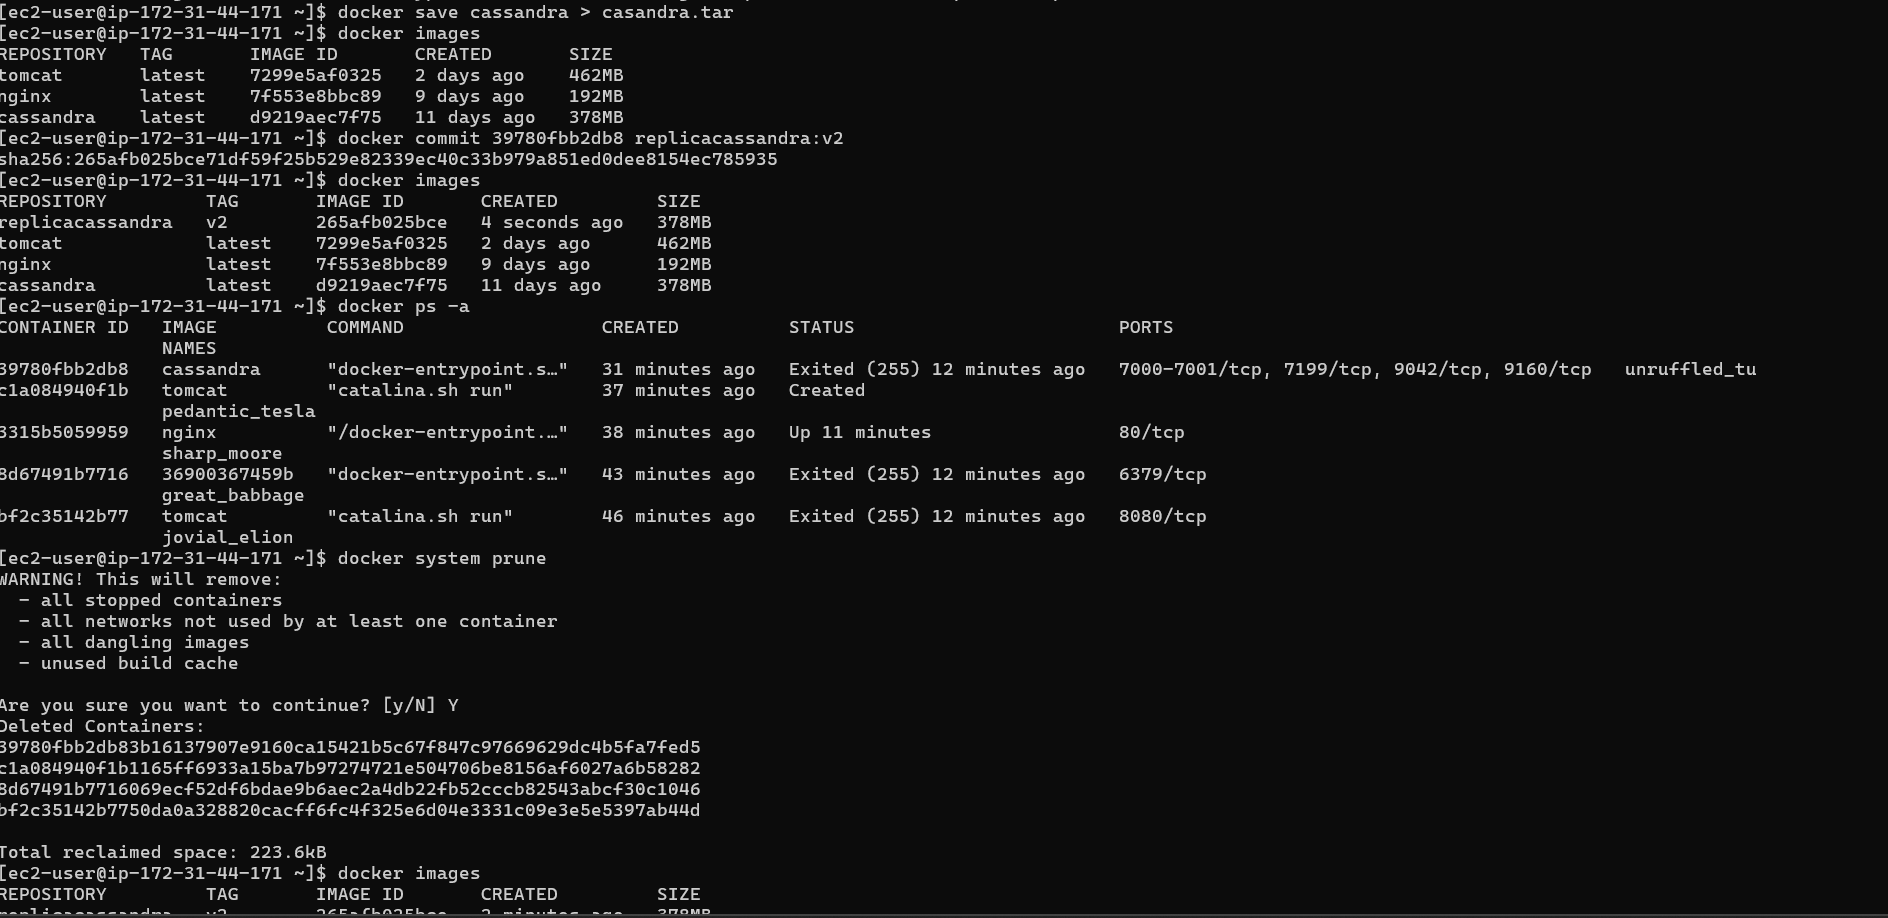 [ec2-user@ip-172-31-44-171 ~]$ docker save cassandra > casandra.tar
[ec2-user@ip-172-31-44-171 ~]$ docker images
REPOSITORY   TAG       IMAGE ID       CREATED       SIZE
tomcat       latest    7299e5af0325   2 days ago    462MB
nginx        latest    7f553e8bbc89   9 days ago    192MB
cassandra    latest    d9219aec7f75   11 days ago   378MB
[ec2-user@ip-172-31-44-171 ~]$ docker commit 39780fbb2db8 replicacassandra:v2
sha256:265afb025bce71df59f25b529e82339ec40c33b979a851ed0dee8154ec785935
[ec2-user@ip-172-31-44-171 ~]$ docker images
REPOSITORY         TAG       IMAGE ID       CREATED         SIZE
replicacassandra   v2        265afb025bce   4 seconds ago   378MB
tomcat             latest    7299e5af0325   2 days ago      462MB
nginx              latest    7f553e8bbc89   9 days ago      192MB
cassandra          latest    d9219aec7f75   11 days ago     378MB
[ec2-user@ip-172-31-44-171 ~]$ docker ps -a
CONTAINER ID   IMAGE          COMMAND                  CREATED          STATUS                        PORTS
               NAMES
39780fbb2db8   cassandra      "docker-entrypoint.s…"   31 minutes ago   Exited (255) 12 minutes ago   7000-7001/tcp, 7199/tcp, 9042/tcp, 9160/tcp   unruffled_tu
c1a084940f1b   tomcat         "catalina.sh run"        37 minutes ago   Created
               pedantic_tesla
3315b5059959   nginx          "/docker-entrypoint.…"   38 minutes ago   Up 11 minutes                 80/tcp
               sharp_moore
8d67491b7716   36900367459b   "docker-entrypoint.s…"   43 minutes ago   Exited (255) 12 minutes ago   6379/tcp
               great_babbage
bf2c35142b77   tomcat         "catalina.sh run"        46 minutes ago   Exited (255) 12 minutes ago   8080/tcp
               jovial_elion
[ec2-user@ip-172-31-44-171 ~]$ docker system prune
WARNING! This will remove:
  - all stopped containers
  - all networks not used by at least one container
  - all dangling images
  - unused build cache
Are you sure you want to continue? [y/N] Y
Deleted Containers:
39780fbb2db83b16137907e9160ca15421b5c67f847c97669629dc4b5fa7fed5
c1a084940f1b1165ff6933a15ba7b97274721e504706be8156af6027a6b58282
8d67491b7716069ecf52df6bdae9b6aec2a4db22fb52cccb82543abcf30c1046
bf2c35142b7750da0a328820cacff6fc4f325e6d04e3331c09e3e5e5397ab44d
Total reclaimed space: 223.6kB
[ec2-user@ip-172-31-44-171 ~]$ docker images
REPOSITORY         TAG       IMAGE ID       CREATED         SIZE